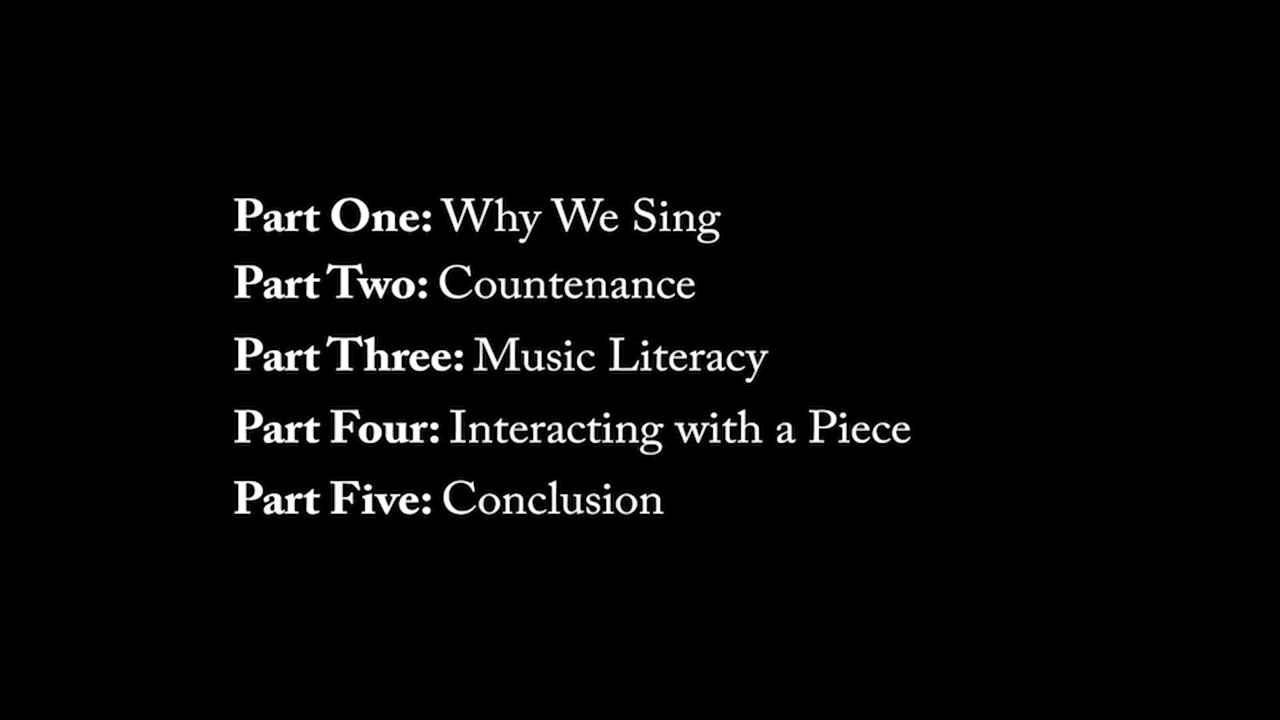 Part One: Why We Sing
Part Two: Countenance
Part Three: Music Literacy
Part Four: Interacting with a Piece
Part Five: Conclusion